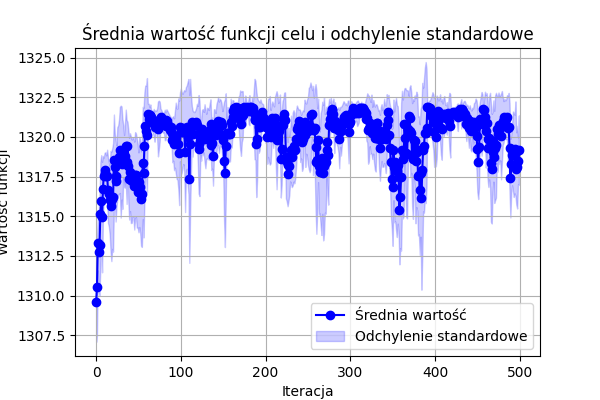 Średnia wartość funkcji celu i odchylenie standardowe
1325.0
1322.5
1320.0
1317.5
1315.0
1312.5
1310.0
1307.5
Wartość funkcji
Średnia wartość
Odchylenie standardowe
0 100 200 300 400 500
Iteracja